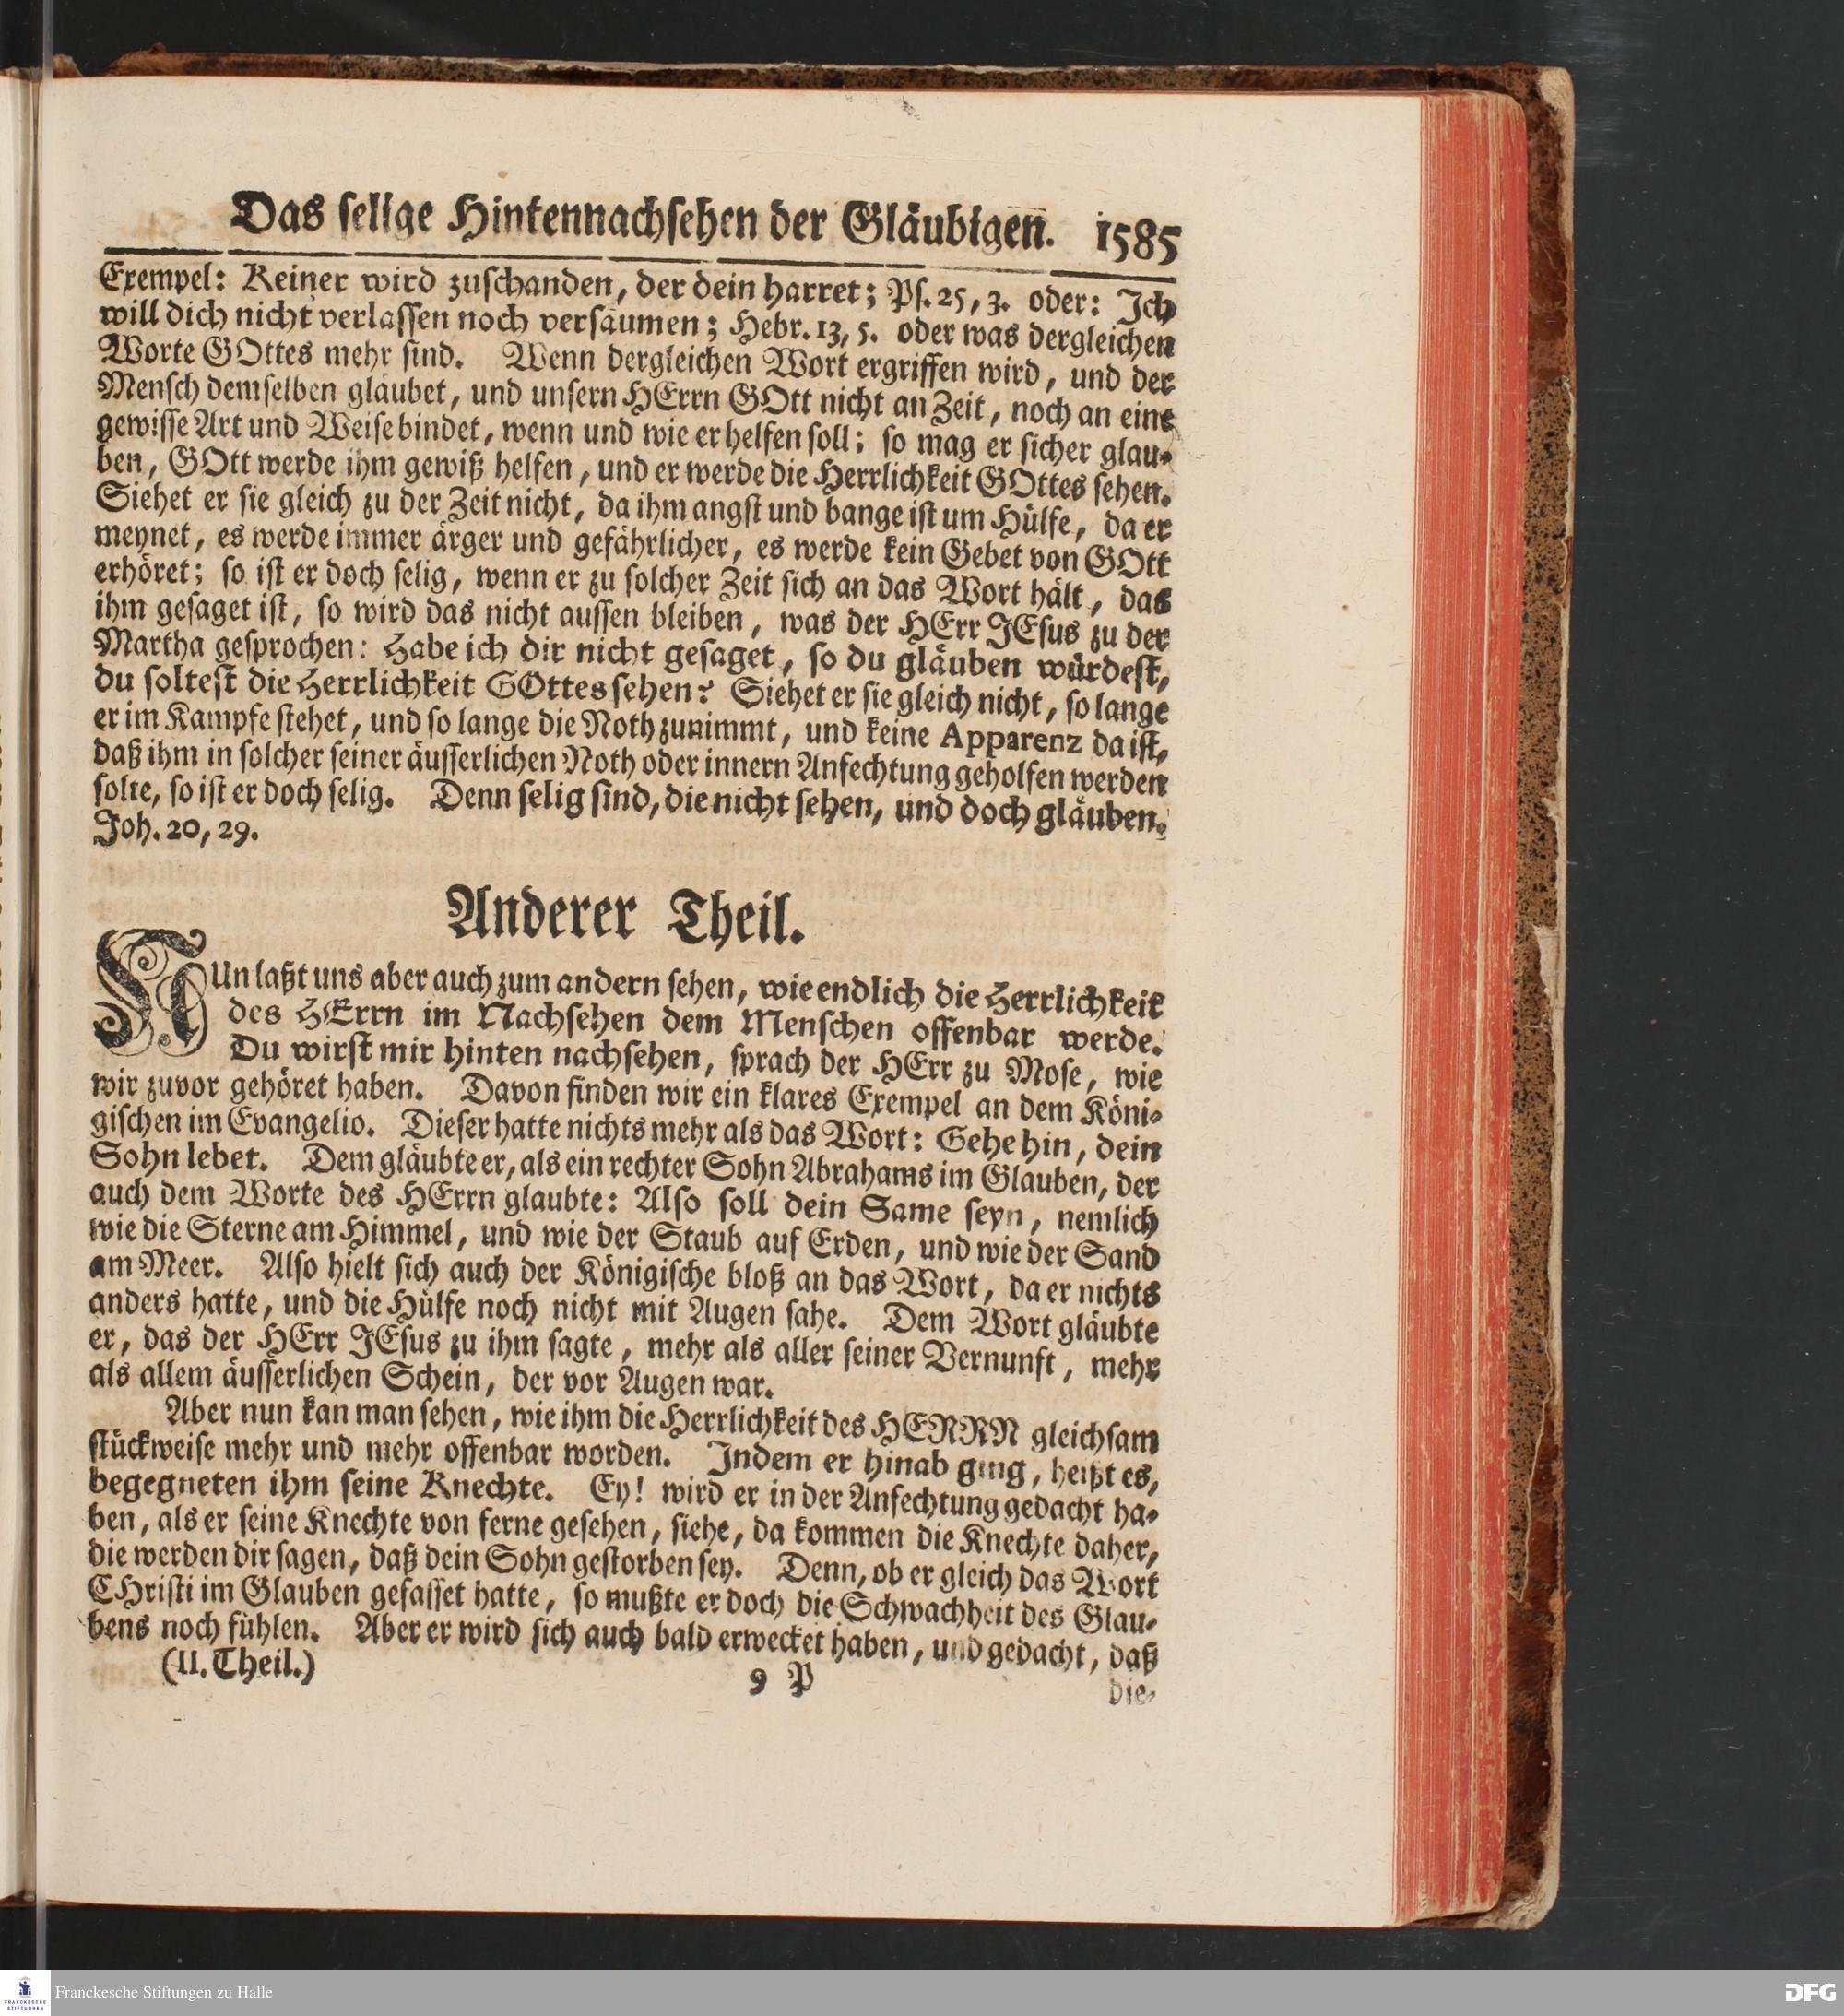 Das selige Hintennachsehen der Gläubigen. 1585
Exempel: Keiner wird zuschanden, der dein harret; Ps. 25, 3. oder: Ich
will dich nicht verlassen noch versäumen; Hebr. 13, 5. oder was dergleichen
Worte GOttes mehr sind. Wenn dergleichen Wort ergriffen wird, und der
Mensch demselben gläubet, und unsern HErrn GOtt nicht an Zeit, noch an eine
gewisse Art und Weise bindet, wenn und wie er helfen soll; so mag er sicher glau-
ben, GOtt werde ihm gewiß helfen, und er werde die Herrlichkeit GOttes sehen.
Siehet er sie gleich zu der Zeit nicht, da ihm angst und bange ist um Hülfe, da er
meynet, es werde immer ärger und gefährlicher, es werde kein Gebet von GOtt
erhöret; so ist er doch selig, wenn er zu solcher Zeit sich an das Wort hält, das
ihm gesaget ist, so wird das nicht aussen bleiben, was der HErr JEsus zu der
Martha gesprochen: Habe ich dir nicht gesaget, so du gläuben würdest,
du soltest die Herrlichkeit GOttes sehen? Siehet er sie gleich nicht, so lange
er im Kampfe stehet, und so lange die Noth zunimmt, und keine Apparenz da ist,
daß ihm in solcher seiner äusserlichen Noth oder innern Anfechtung geholfen werden
solte, so ist er doch selig. Denn selig sind, die nicht sehen, und doch gläuben.
Joh. 20, 29.
Anderer Theil.
NUn laßt uns aber auch zum andern sehen, wie endlich die Herrlichkeit
des HErrn im Nachsehen dem Menschen offenbar werde.
Du wirst mir hinten nachsehen, sprach der HErr zu Mose, wie
wir zuvor gehöret haben. Davon finden wir ein klares Exempel an dem Köni-
gischen im Evangelio. Dieser hatte nichts mehr als das Wort: Gehe hin, dein
Sohn lebet. Dem gläubte er, als ein rechter Sohn Abrahams im Glauben, der
auch dem Worte des HErrn glaubte: Also soll dein Same seyn, nemlich
wie die Sterne am Himmel, und wie der Staub auf Erden, und wie der Sand
am Meer. Also hielt sich auch der Königische bloß an das Wort, da er nichts
anders hatte, und die Hülfe noch nicht mit Augen sahe. Dem Wort gläubte
er, das der HErr JEsus zu ihm sagte, mehr als aller seiner Vernunft, mehr
als allem äusserlichen Schein, der vor Augen war.
Aber nun kan man sehen, wie ihm die Herrlichkeit des HERRN gleichsam
stückweise mehr und mehr offenbar worden. Indem er hinab ging, heißt es,
begegneten ihm seine Knechte. Ey! wird er in der Anfechtung gedacht ha-
ben, als er seine Knechte von ferne gesehen, siehe, da kommen die Knechte daher,
die werden dir sagen, daß dein Sohn gestorben sey. Denn, ob er gleich das Wort
CHristi im Glauben gefasset hatte, so mußte er doch die Schwachheit des Glau-
bens noch fühlen. Aber er wird sich auch bald erwecket haben, und gedacht, daß
(II. Theil.) 9 P die-
FRANCKESCHE STIFTUNGEN
Franckesche Stiftungen zu Halle
DFG